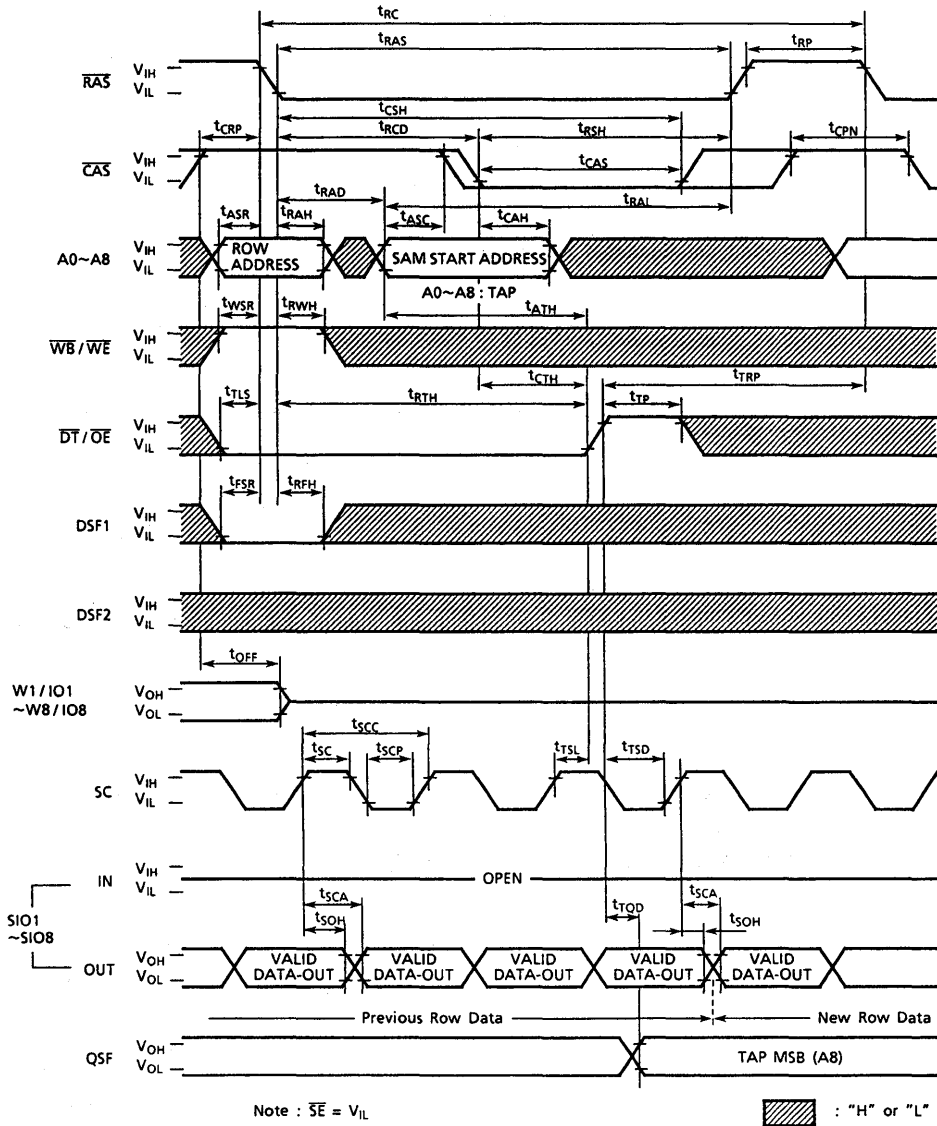 tRC
tRAS
tRP
RAS
VIH
VIL
tCSH
tCRP
tRCD
tRSH
tCPN
CAS
VIH
VIL
tCAS
tRAD
tRAL
tASR
tRAH
tASC
tCAH
A0~A8
VIH
VIL
ROW
ADDRESS
SAM START ADDRESS
A0~A8 : TAP
tWSR
tRWH
tATH
WB / WE
VIH
VIL
tCTH
tTRP
tTLS
tRTH
tTP
DT / OE
VIH
VIL
tFSR
tRFH
DSF1
VIH
VIL
DSF2
VIH
VIL
tOFF
W1 / IO1
~W8 / IO8
VOH
VOL
tSCC
tSC
tSCP
tTSL
tTSD
SC
VIH
VIL
IN
VIH
VIL
OPEN
SIO1
~SIO8
tSCA
tSCA
tSOH
tTQD
tSOH
OUT
VOH
VOL
VALID
DATA-OUT
VALID
DATA-OUT
VALID
DATA-OUT
VALID
DATA-OUT
VALID
DATA-OUT
Previous Row Data
New Row Data
QSF
VOH
VOL
TAP MSB (A8)
Note : SE = VIL
: "H" or "L"